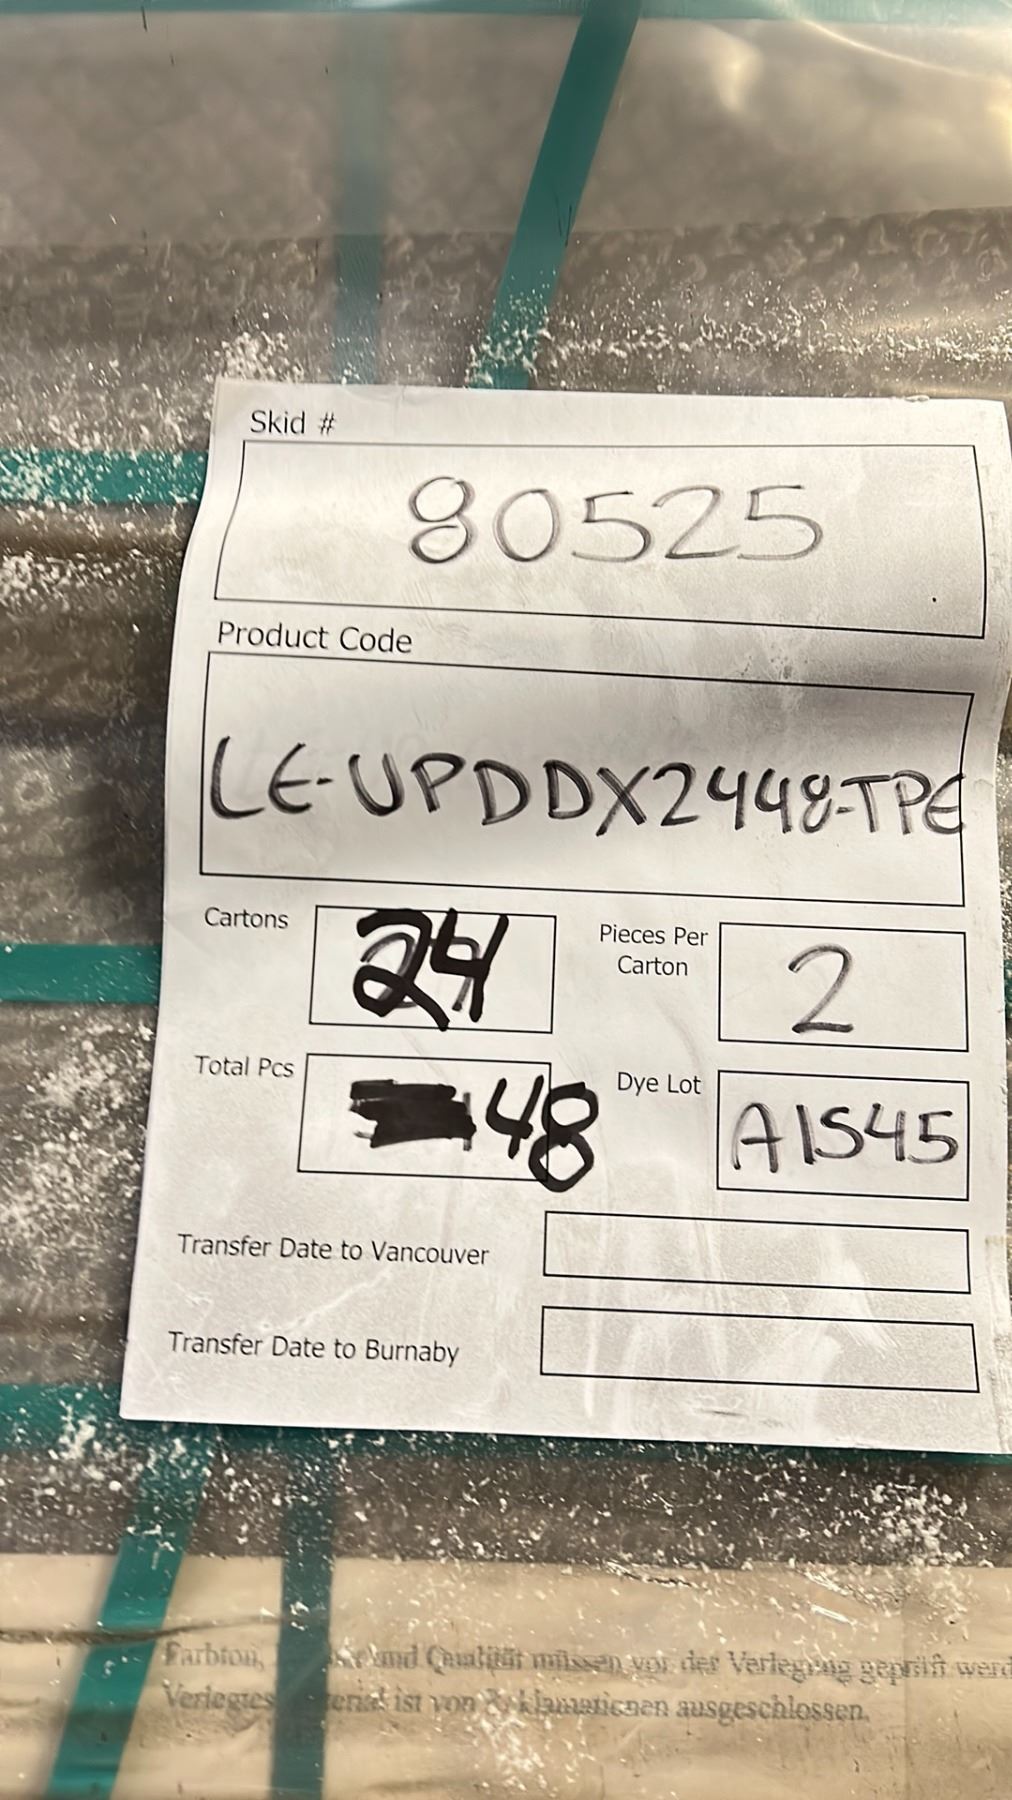 Skid #
80525
Product Code
LE-UPDDX2448-TPE
Cartons
24
Pieces Per
Carton
2
Total Pcs
48
Dye Lot
A1S45
Transfer Date to Vancouver
Transfer Date to Burnaby
Farbton, und Qualität müssen vor der Verlegung geprüft
Verlegtes ist von ausgeschlossen.